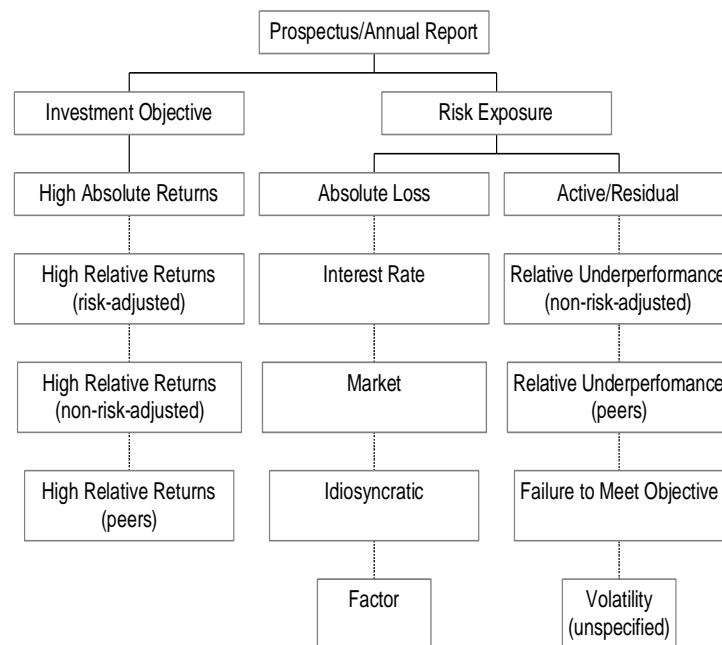 Prospectus/Annual Report
Investment Objective
Risk Exposure
High Absolute Returns
Absolute Loss
Active/Residual
High Relative Returns
(risk-adjusted)
Interest Rate
Relative Underperformance
(non-risk-adjusted)
High Relative Returns
(non-risk-adjusted)
Market
Relative Underperfomance
(peers)
High Relative Returns
(peers)
Idiosyncratic
Failure to Meet Objective
Factor
Volatility
(unspecified)